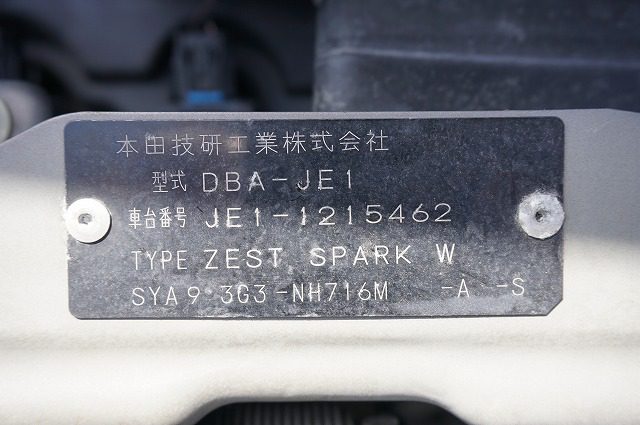 本田技研工業株式会社
型式 DBA-JE1
車台番号 JE1-1215462
TYPE ZEST SPARK W
SYA9 3G3-NH716M -A -S